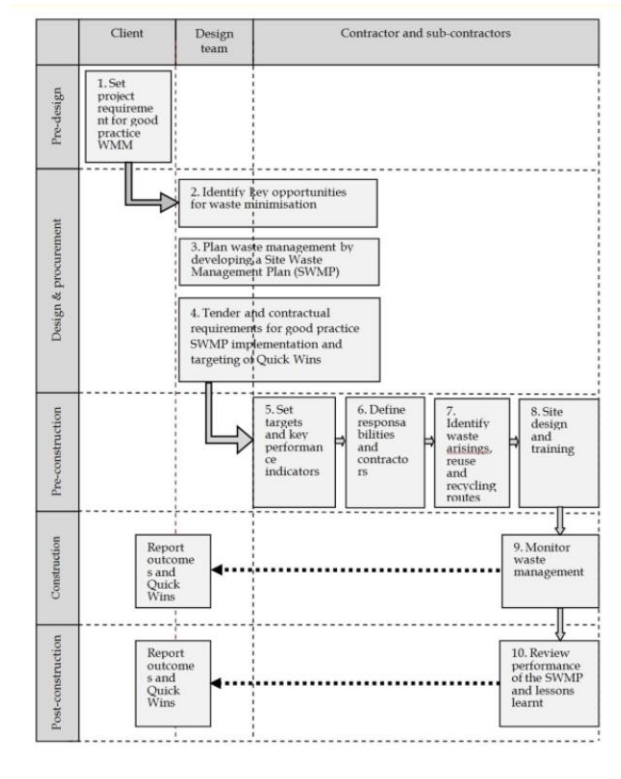 Client
Design
team
Contractor and sub-contractors
Pre-design
1. Set
project
requireme
nt for good
practice
WMM
Design & procurement
2. Identify key opportunities
for waste minimisation
3. Plan waste management by
developing a Site Waste
Management Plan (SWMP)
4. Tender and contractual
requirements for good practice
SWMP implementation and
targeting of Quick Wins
Pre-construction
5. Set
targets
and key
performan
ce
indicators
6. Define
responsa
bilities
and
contracto
rs
7.
Identify
waste
arisings,
reuse
and
recycling
routes
8. Site
design
and
training
Construction
Report
outcome
s and
Quick
Wins
9. Monitor
waste
management
Post-construction
Report
outcome
s and
Quick
Wins
10. Review
performance
of the SWMP
and lessons
learnt